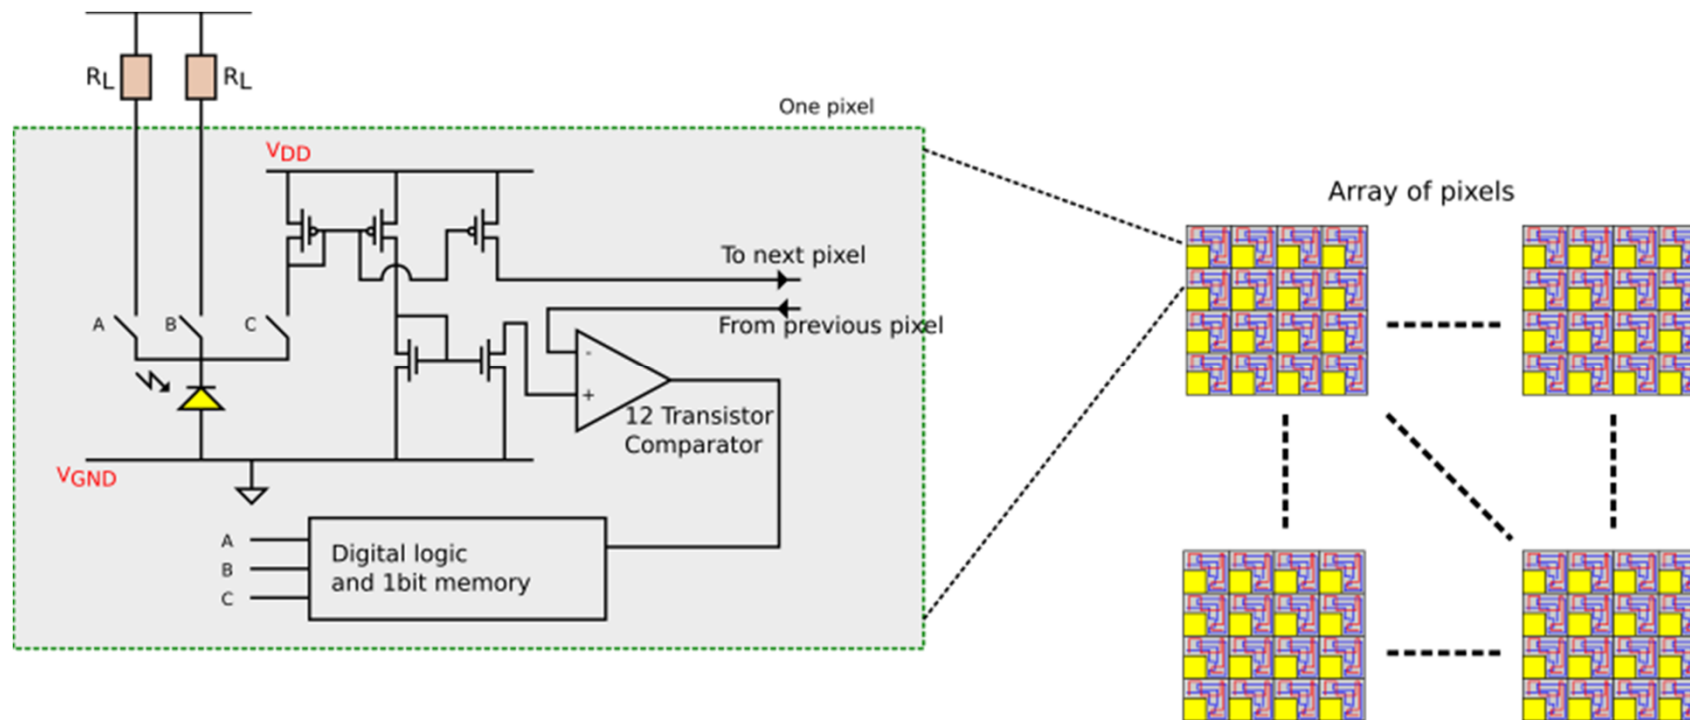 RL
RL
One pixel
VDD
Array of pixels
To next pixel
From previous pixel
A
B
C
-
+
12 Transistor
Comparator
VGND
A
B
C
Digital logic
and 1bit memory